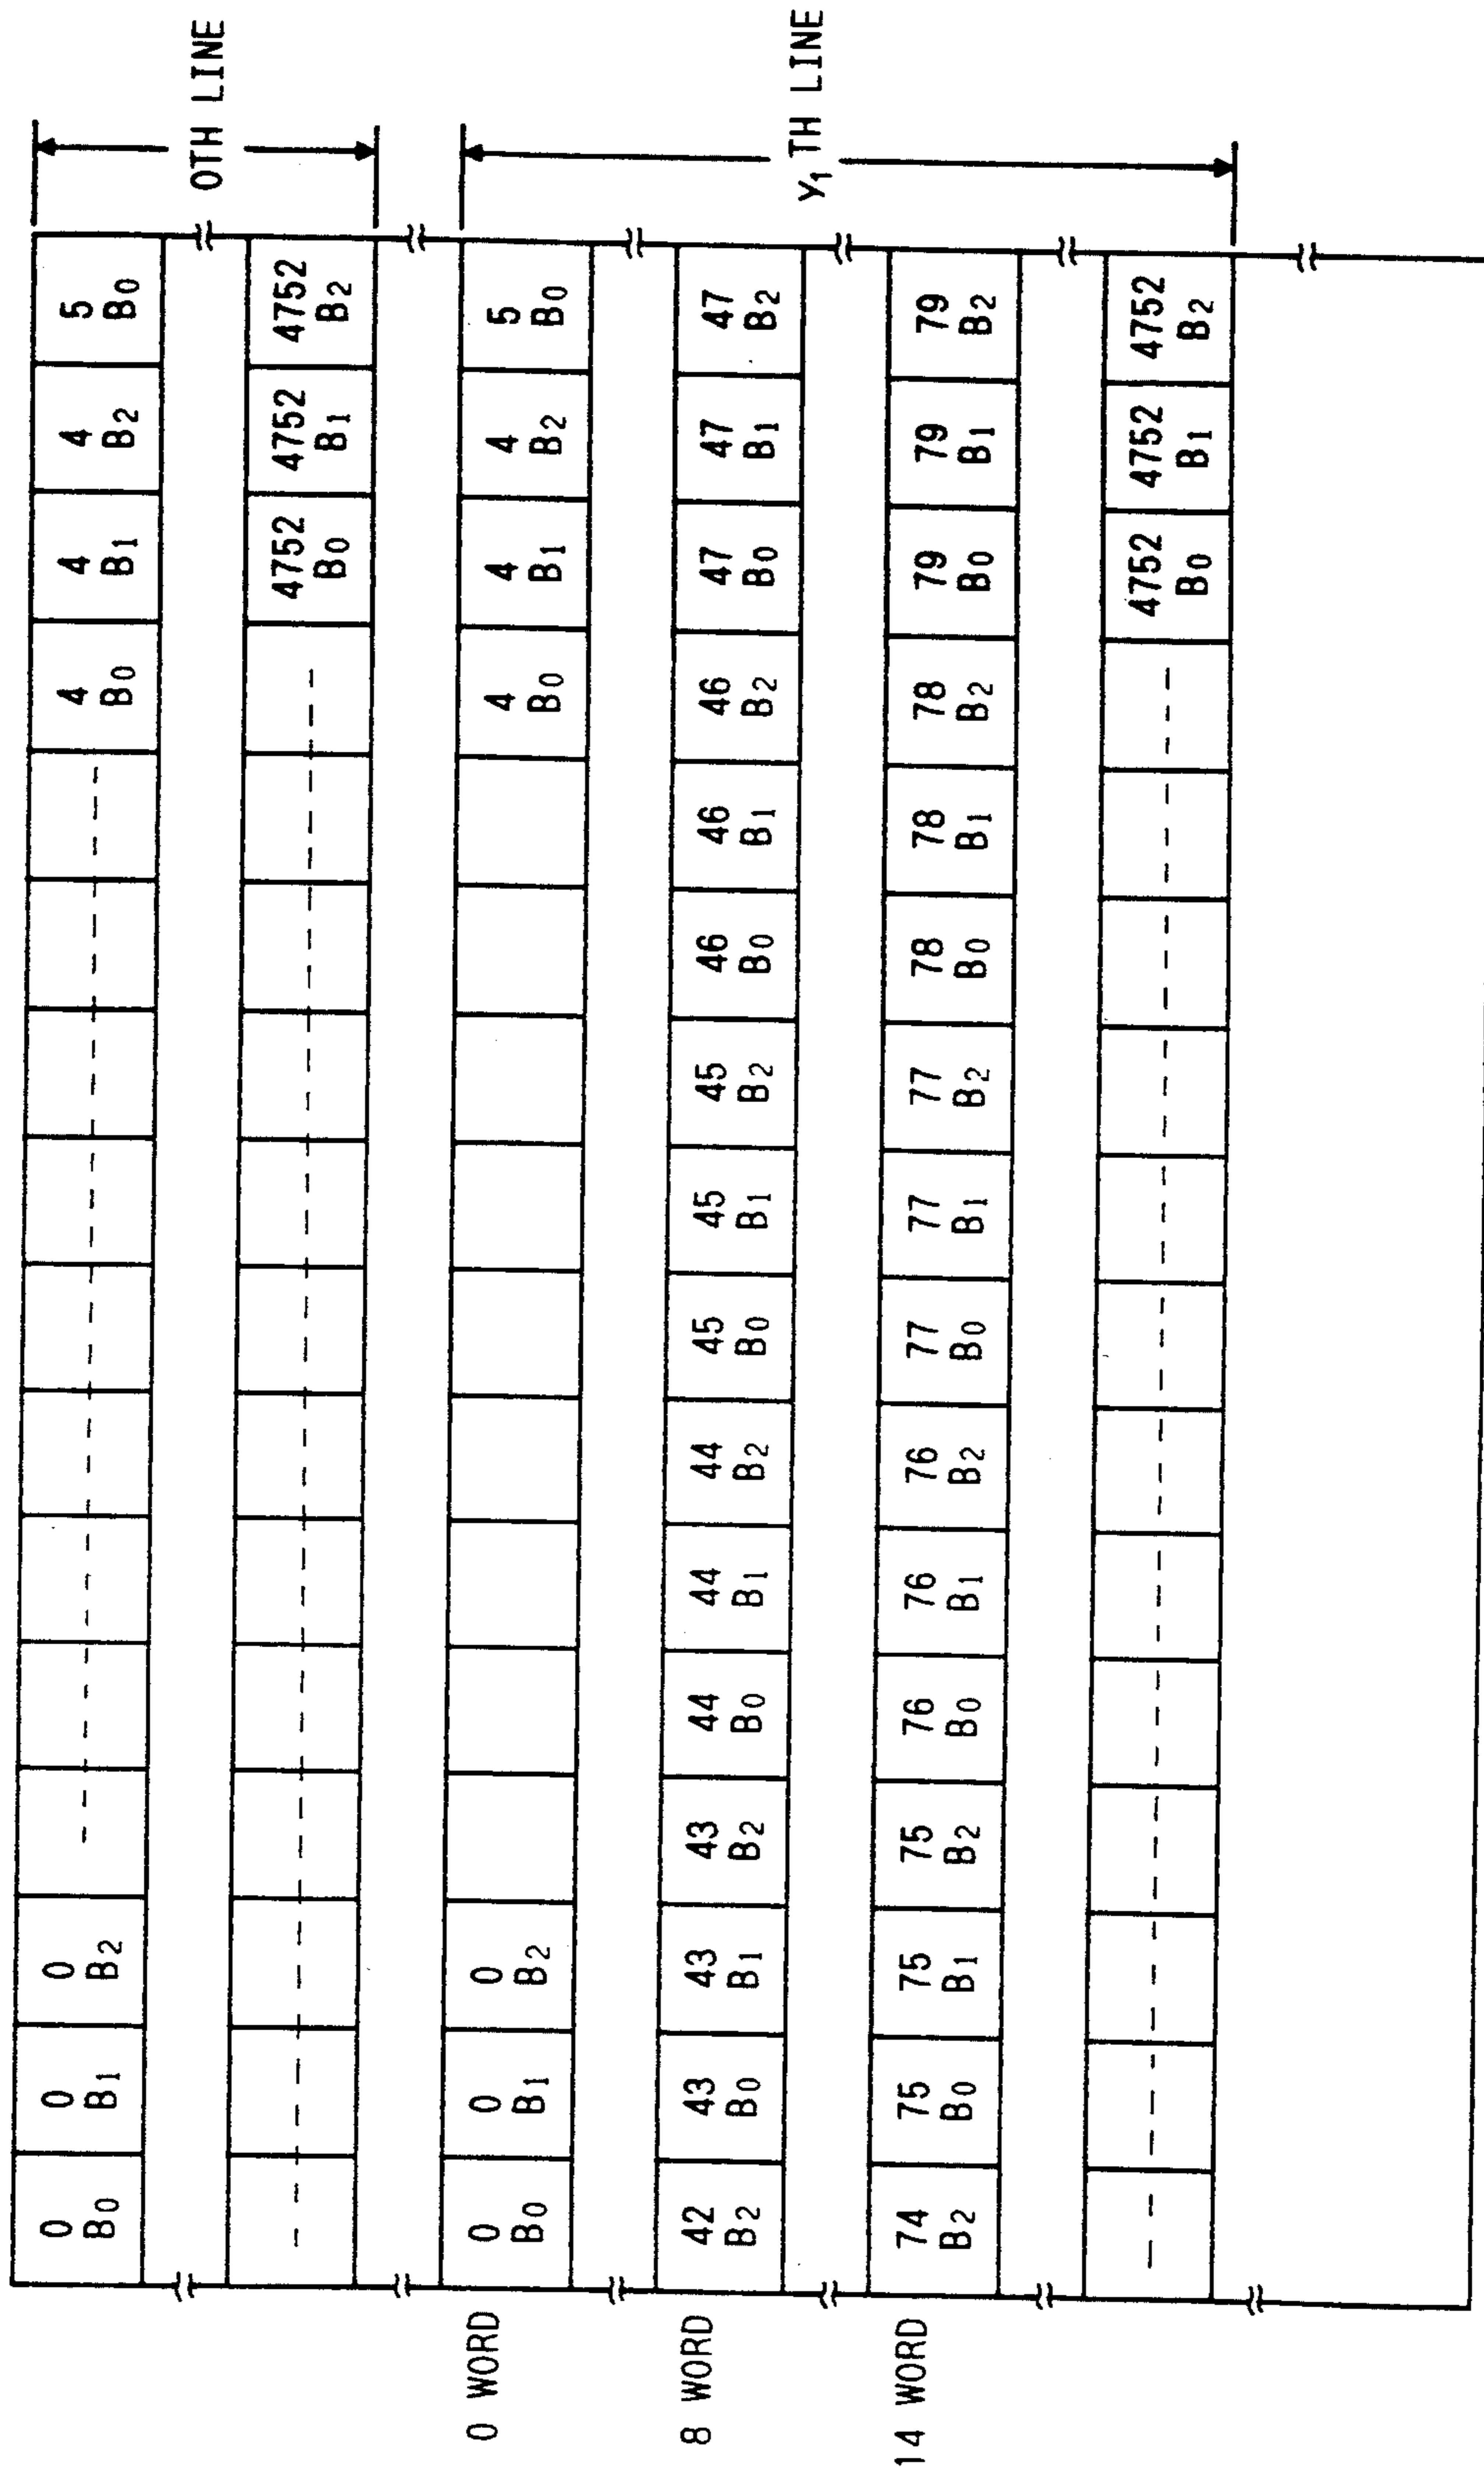 0 B0 0 B1 0 B2 4 B0 4 B1 4 B2 5 B0
0TH LINE
4752 B0 4752 B1 4752 B2
0 WORD 0 B0 0 B1 0 B2 4 B0 4 B1 4 B2 5 B0
8 WORD 42 B2 43 B0 43 B1 43 B2 44 B0 44 B1 44 B2 45 B0 45 B1 45 B2 46 B0 46 B1 46 B2 47 B0 47 B1 47 B2
Y1 TH LINE
14 WORD 74 B2 75 B0 75 B1 75 B2 76 B0 76 B1 76 B2 77 B0 77 B1 77 B2 78 B0 78 B1 78 B2 79 B0 79 B1 79 B2
4752 B0 4752 B1 4752 B2